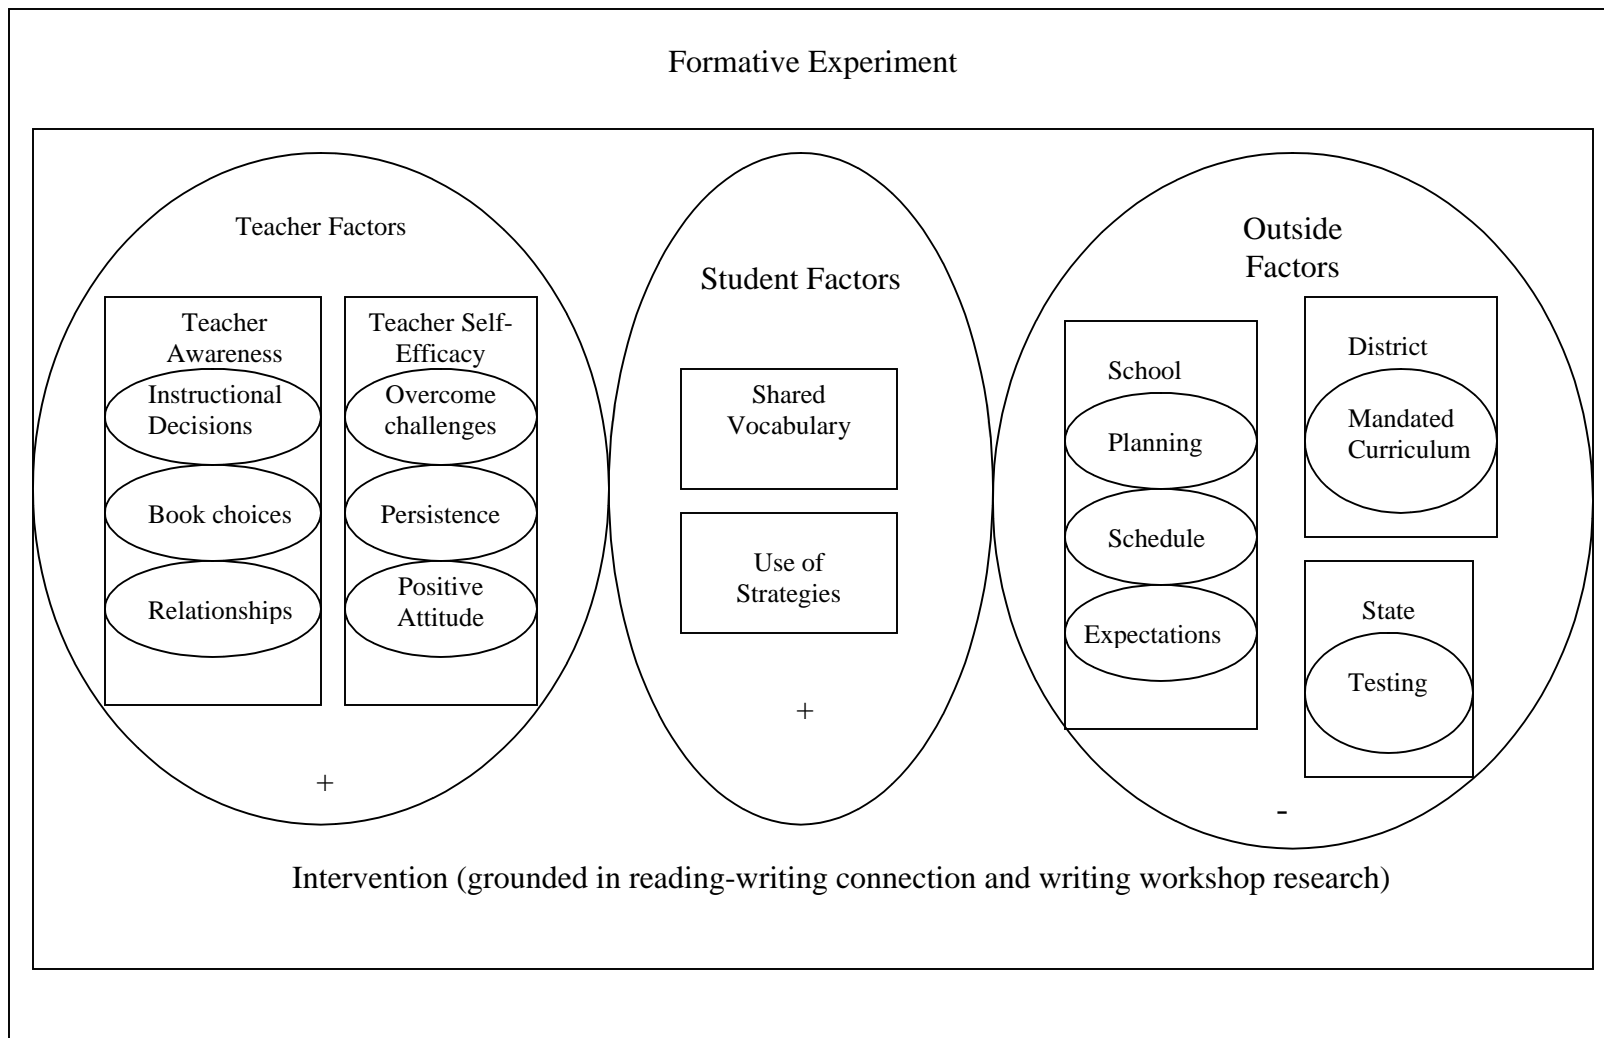 Formative Experiment
Teacher Factors
Teacher
Awareness
Instructional
Decisions
Book choices
Relationships
Teacher Self-
Efficacy
Overcome
challenges
Persistence
Positive
Attitude
+
Student Factors
Shared
Vocabulary
Use of
Strategies
+
Outside
Factors
School
Planning
Schedule
Expectations
District
Mandated
Curriculum
State
Testing
-
Intervention (grounded in reading-writing connection and writing workshop research)